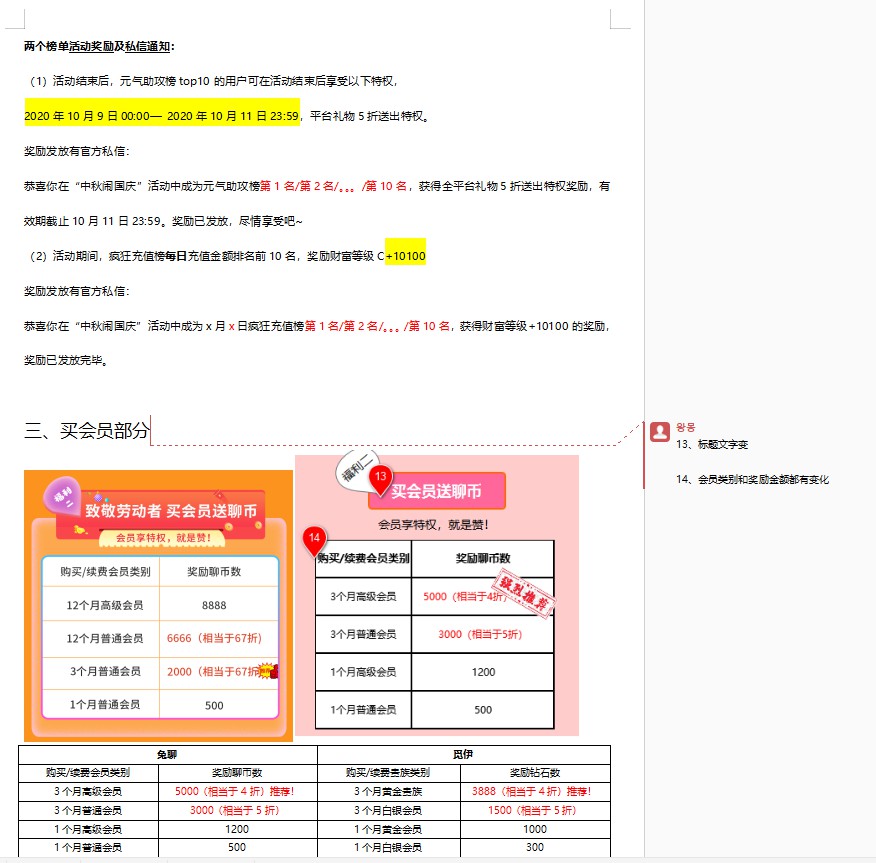 两个榜单活动奖励及私信通知：
（1）活动结束后，元气助攻榜 top10 的用户可在活动结束后享受以下特权，
2020 年 10 月 9 日 00:00— 2020 年 10 月 11 日 23:59，平台礼物 5 折送出特权。
奖励发放有官方私信：
恭喜你在“中秋闹国庆”活动中成为元气助攻榜第 1 名/第 2 名/。。。/第 10 名，获得全平台礼物 5 折送出特权奖励，有
效期截止 10 月 11 日 23:59。奖励已发放，尽情享受吧~
（2）活动期间，疯狂充值榜每日充值金额排名前 10 名，奖励财富等级 C+10100
奖励发放有官方私信：
恭喜你在“中秋闹国庆”活动中成为 x 月 x 日疯狂充值榜第 1 名/第 2 名/。。。/第 10 名，获得财富等级+10100 的奖励，
奖励已发放完毕。
三、买会员部分
왕몽
13、标题文字变
14、会员类别和奖励金额都有变化
福利二
致敬劳动者 买会员送聊币
会员享特权，就是赞！
购买/续费会员类别 奖励聊币数
12个月高级会员 8888
12个月普通会员 6666（相当于67折）
3个月普通会员 2000（相当于67折
1个月普通会员 500
福利二
13
买会员送聊币
会员享特权，就是赞！
14
购买/续费会员类别 奖励聊币数
3个月高级会员 5000（相当于4折）
强烈推荐
3个月普通会员 3000（相当于5折）
1个月高级会员 1200
1个月普通会员 500
兔聊 觅伊
购买/续费会员类别 奖励聊币数 购买/续费贵族类别 奖励钻石数
3 个月高级会员 5000（相当于 4 折）推荐！ 3 个月黄金贵族 3888（相当于 4 折）推荐！
3 个月普通会员 3000（相当于 5 折） 3 个月白银会员 1500（相当于 5 折）
1 个月高级会员 1200 1 个月黄金会员 1000
1 个月普通会员 500 1 个月白银会员 300